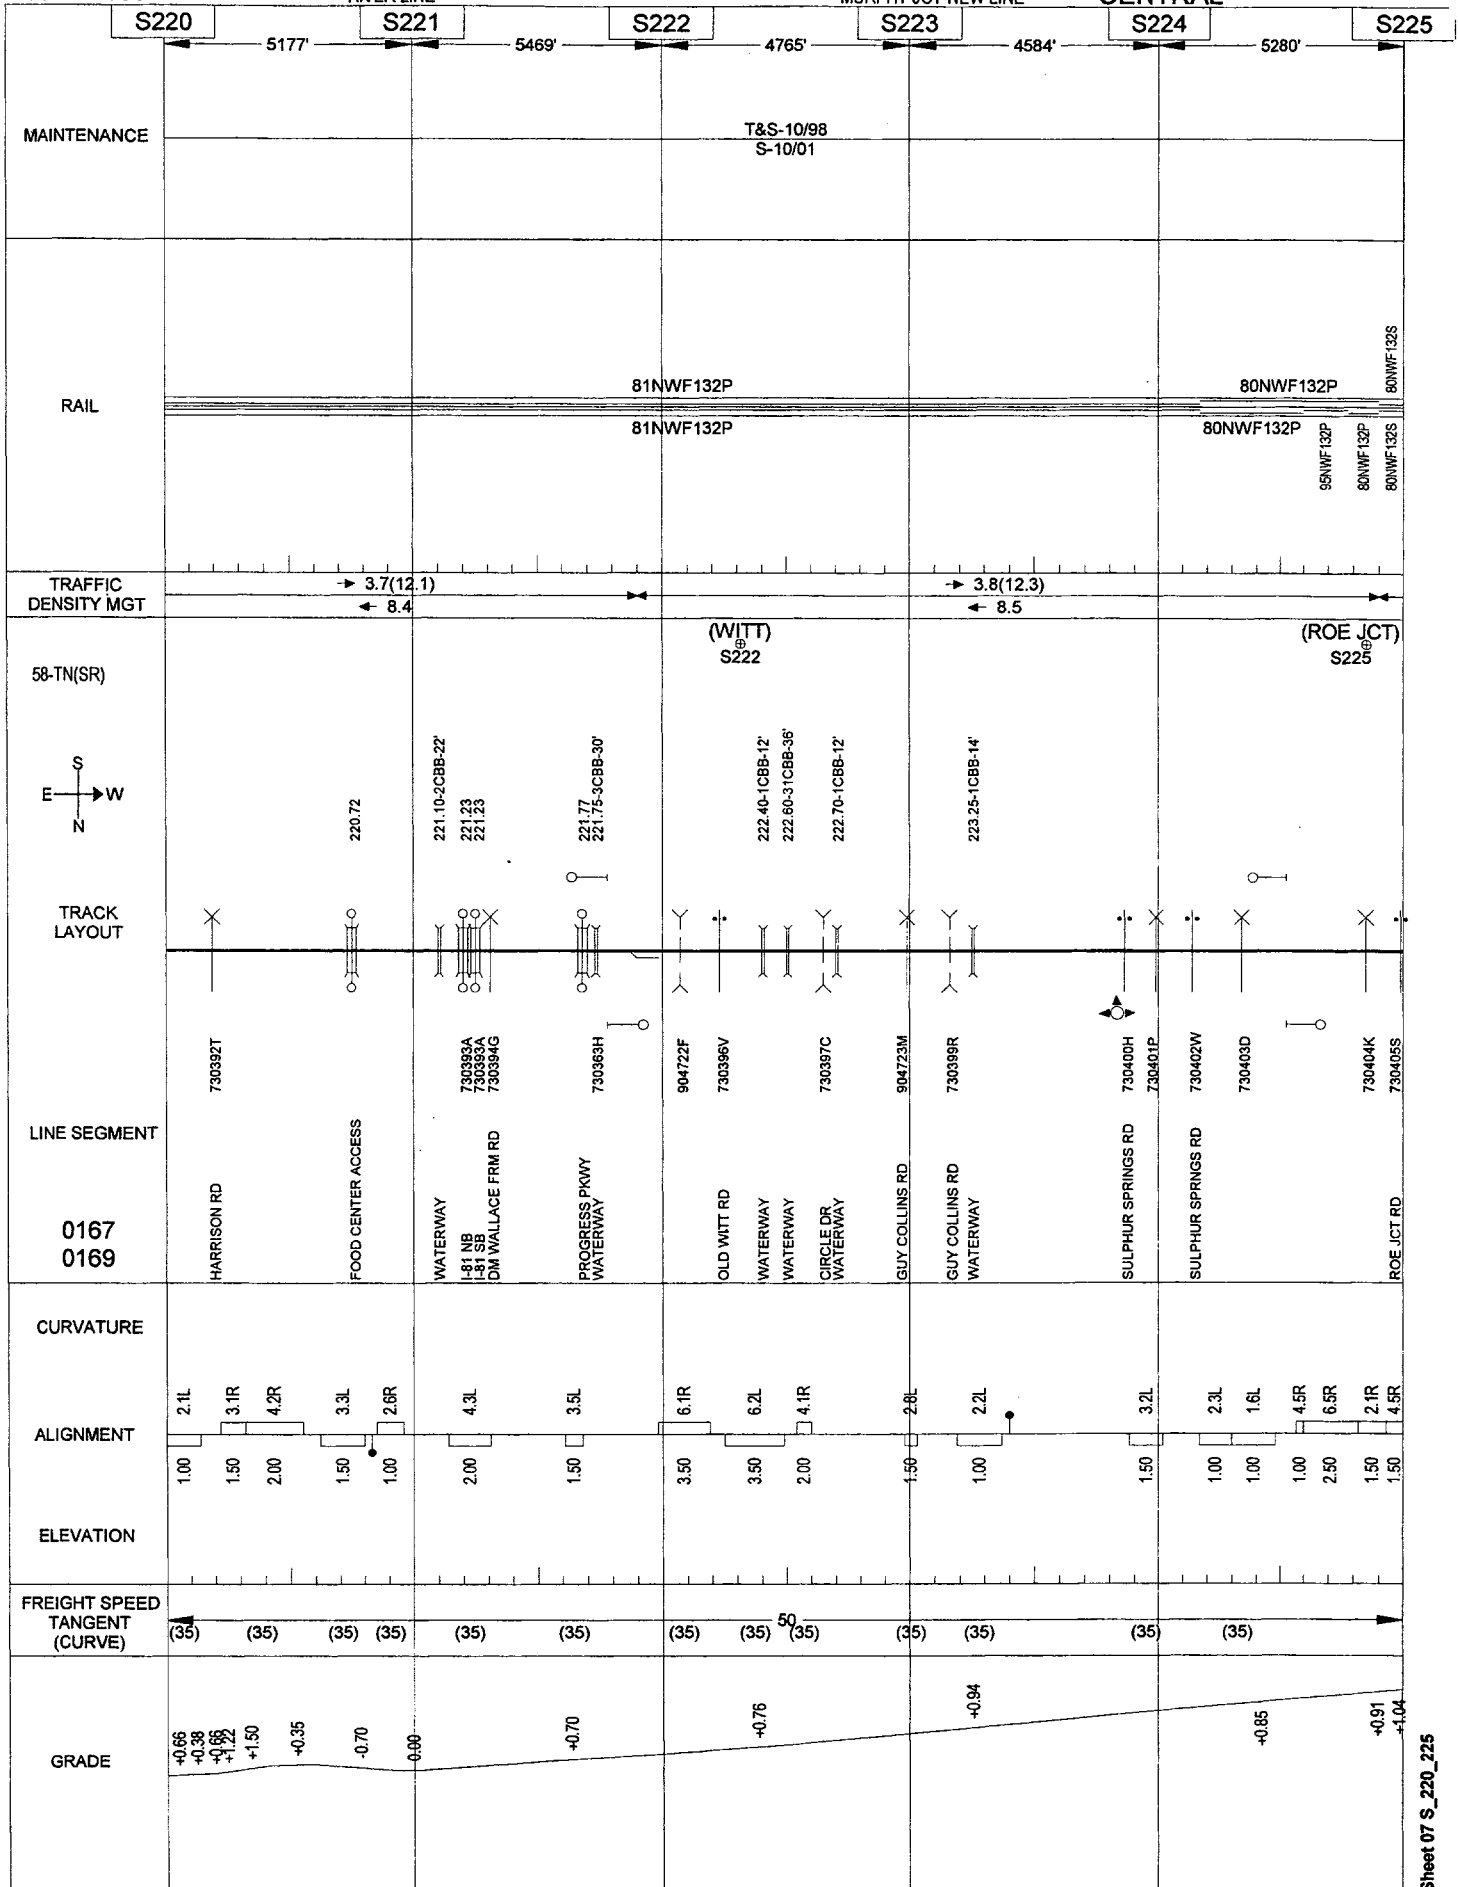 CENTRAL
S220 S221 S222 S223 S224 S225
5177' 5469' 4765' 4584' 5280'
MAINTENANCE
T&S-10/98
S-10/01
RAIL
81NWF132P 80NWF132P 80NWF132S
81NWF132P 80NWF132P 95NWF132P 80NWF132P 80NWF132S
TRAFFIC
DENSITY MGT
3.7(12.1) 3.8(12.3)
8.4 8.5
(WITT) (ROE JCT)
S222 S225
58-TN(SR)
S
E W
N
220.72 221.10-2CBB-22' 221.23 221.23 221.77 221.75-3CBB-30' 222.40-1CBB-12' 222.60-31CBB-36' 222.70-1CBB-12' 223.25-1CBB-14'
TRACK
LAYOUT
730392T 730393A 730393A 730394G 730363H 904722F 730396V 730397C 904723M 730399R 730400H 730401P 730402W 730403D 730404K 730405S
LINE SEGMENT
0167
0169
HARRISON RD
FOOD CENTER ACCESS
WATERWAY
I-81 NB
I-81 SB
DM WALLACE FRM RD
PROGRESS PKWY
WATERWAY
OLD WITT RD
WATERWAY
WATERWAY
CIRCLE DR
WATERWAY
GUY COLLINS RD
GUY COLLINS RD
WATERWAY
SULPHUR SPRINGS RD
SULPHUR SPRNGS RD
ROE JCT RD
CURVATURE
2.1L 3.1R 4.2R 3.3L 2.6R 4.3L 3.5L 6.1R 6.2L 4.1R 2.8L 2.2L 3.2L 2.3L 1.6L 4.5R 6.5R 2.1R 4.5R
ALIGNMENT
1.00 1.50 2.00 1.50 1.00 2.00 1.50 3.50 3.50 2.00 1.50 1.00 1.50 1.00 1.00 1.00 2.50 1.50 1.50
ELEVATION
FREIGHT SPEED
TANGENT
(CURVE)
50
(35) (35) (35) (35) (35) (35) (35) (35) (35) (35) (35) (35) (35)
GRADE
+0.66 +0.38 +0.66 +1.22 +1.50 +0.35 -0.70 0.00 +0.70 +0.76 +0.94 +0.85 +0.91 +1.04
Sheet 07 S_220_225